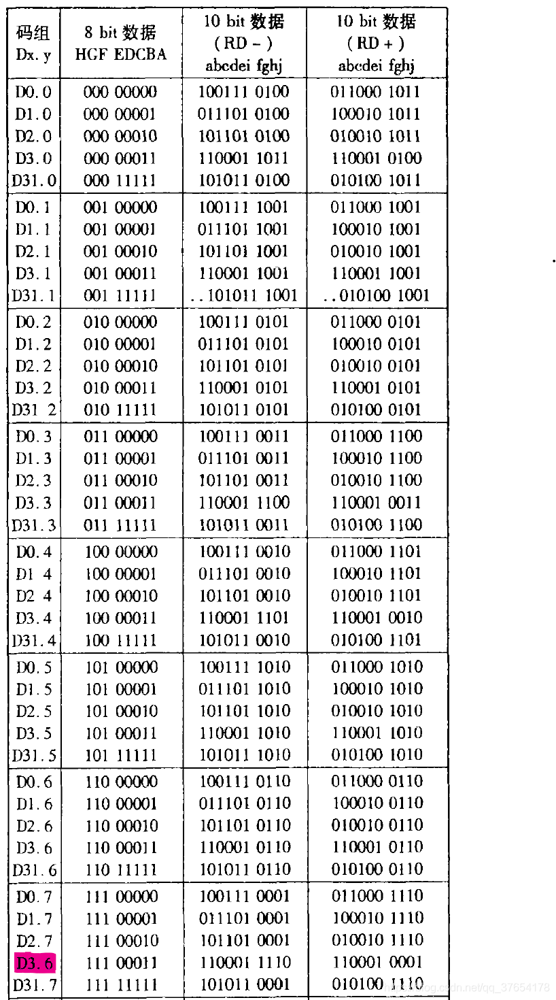 码组 8 bit 数据 10 bit 数据 10 bit 数据
Dx. y HGF EDCBA (RD - ) (RD + )
abcdei fghj abcdei fghj
D0. 0 000 00000 100111 0100 011000 1011
D1. 0 000 00001 011101 0100 100010 1011
D2. 0 000 00010 101101 0100 010010 1011
D3. 0 000 00011 110001 1011 110001 0100
D31. 0 000 11111 101011 0100 010100 1011
D0. 1 001 00000 100111 1001 011000 1001
D1. 1 001 00001 011101 1001 100010 1001
D2. 1 001 00010 101101 1001 010010 1001
D3. 1 001 00011 110001 1001 110001 1001
D31. 1 001 11111 ..101011 1001 ..010100 1001
D0. 2 010 00000 100111 0101 011000 0101
D1. 2 010 00001 011101 0101 100010 0101
D2. 2 010 00010 101101 0101 010010 0101
D3. 2 010 00011 110001 0101 110001 0101
D31 2 010 11111 101011 0101 010100 0101
D0. 3 011 00000 100111 0011 011000 1100
D1. 3 011 00001 011101 0011 100010 1100
D2. 3 011 00010 101101 0011 010010 1100
D3. 3 011 00011 110001 1100 110001 0011
D31. 3 011 11111 101011 0011 010100 1100
D0. 4 100 00000 100111 0010 011000 1101
D1 4 100 00001 011101 0010 100010 1101
D2 4 100 00010 101101 0010 010010 1101
D3. 4 100 00011 110001 1101 110001 0010
D31. 4 100 11111 101011 0010 010100 1101
D0. 5 101 00000 100111 1010 011000 1010
D1. 5 101 00001 011101 1010 100010 1010
D2. 5 101 00010 101101 1010 010010 1010
D3. 5 101 00011 110001 1010 110001 1010
D31. 5 101 11111 101011 1010 010100 1010
D0. 6 110 00000 100111 0110 011000 0110
D1. 6 110 00001 011101 0110 100010 0110
D2. 6 110 00010 101101 0110 010010 0110
D3. 6 110 00011 110001 0110 110001 0110
D31. 6 110 11111 101011 0110 010100 0110
D0. 7 111 00000 100111 0001 011000 1110
D1. 7 111 00001 011101 0001 100010 1110
D2. 7 111 00010 101101 0001 010010 1110
D3. 6 111 00011 110001 1110 110001 0001
D31. 7 111 11111 101011 0001 010100 1110
https://blog.csdn.net/qq_37654178